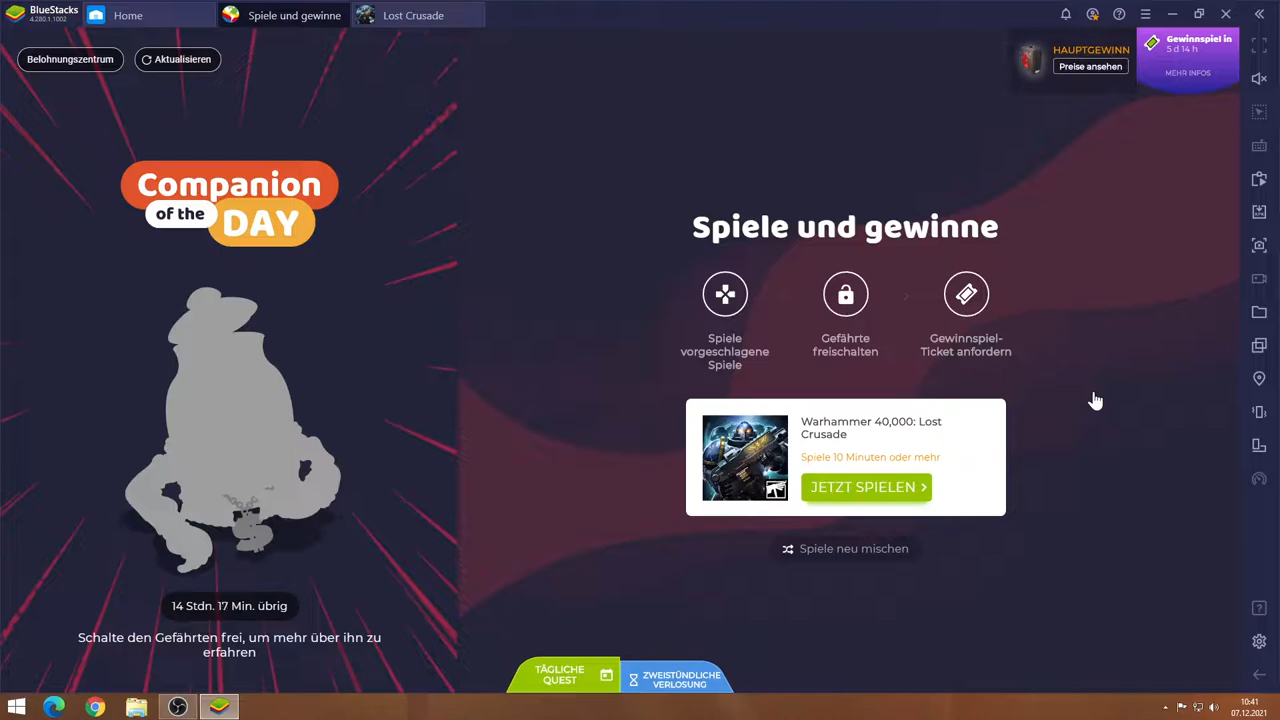 BlueStacks
4.280.1.1002
Home
Spiele und gewinne
Lost Crusade
Belohnungszentrum
Aktualisieren
HAUPTGEWINN
Preise ansehen
Gewinnspiel in
5 d 14 h
MEHR INFOS
Companion
of the
DAY
14 Stdn. 17 Min. übrig
Schalte den Gefährten frei, um mehr über ihn zu
erfahren
Spiele und gewinne
Spiele
vorgeschlagene
Spiele
Gefährte
freischalten
Gewinnspiel-
Ticket anfordern
Warhammer 40,000: Lost
Crusade
Spiele 10 Minuten oder mehr
JETZT SPIELEN
Spiele neu mischen
TÄGLICHE
QUEST
ZWEISTÜNDLICHE
VERLOSUNG
10:41
07.12.2021